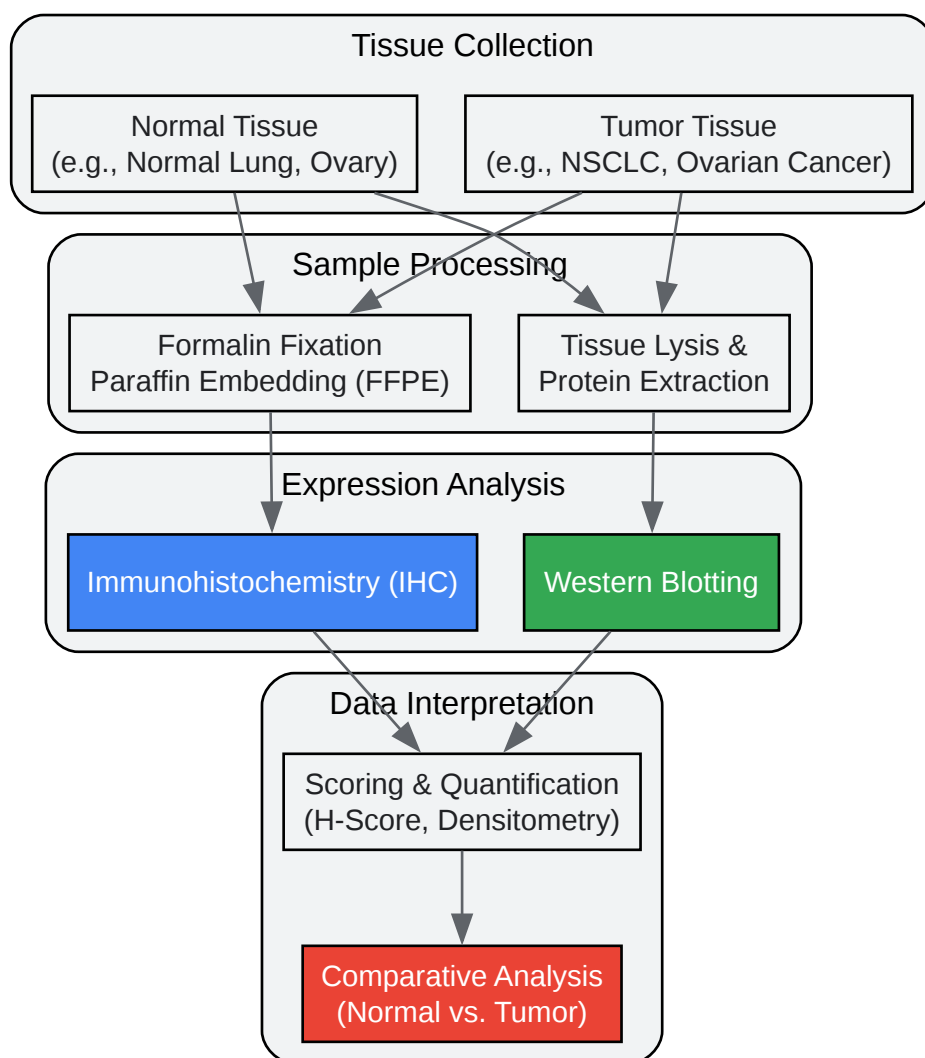 Tissue Collection
Normal Tissue
(e.g., Normal Lung, Ovary)
Tumor Tissue
(e.g., NSCLC, Ovarian Cancer)
Sample Processing
Formalin Fixation
Paraffin Embedding (FFPE)
Tissue Lysis &
Protein Extraction
Expression Analysis
Immunohistochemistry (IHC)
Western Blotting
Data Interpretation
Scoring & Quantification
(H-Score, Densitometry)
Comparative Analysis
(Normal vs. Tumor)